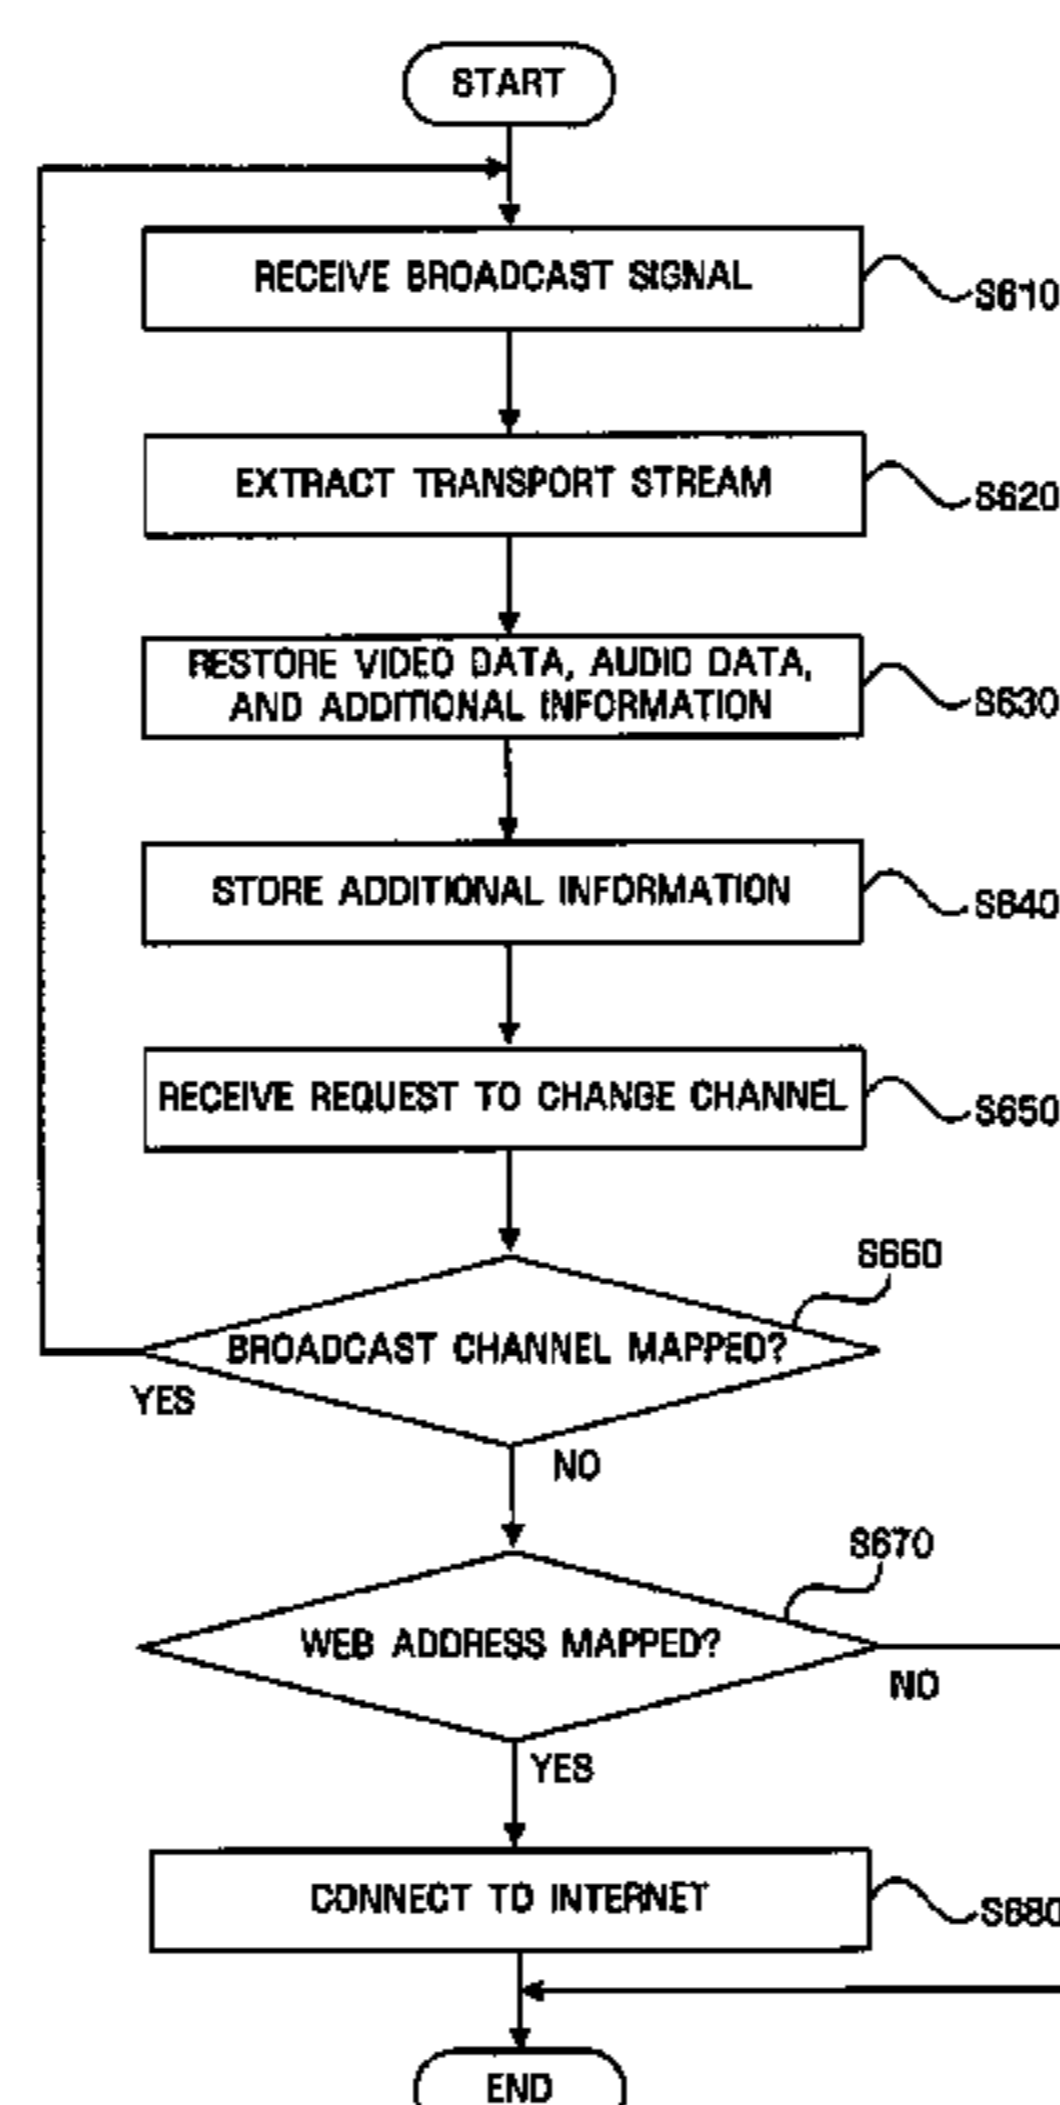 START
RECEIVE BROADCAST SIGNAL
S610
EXTRACT TRANSPORT STREAM
S620
RESTORE VIDEO DATA, AUDIO DATA,
AND ADDITIONAL INFORMATION
S630
STORE ADDITIONAL INFORMATION
S640
RECEIVE REQUEST TO CHANGE CHANNEL
S650
S660
BROADCAST CHANNEL MAPPED?
YES
NO
S670
WEB ADDRESS MAPPED?
NO
YES
CONNECT TO INTERNET
S680
END